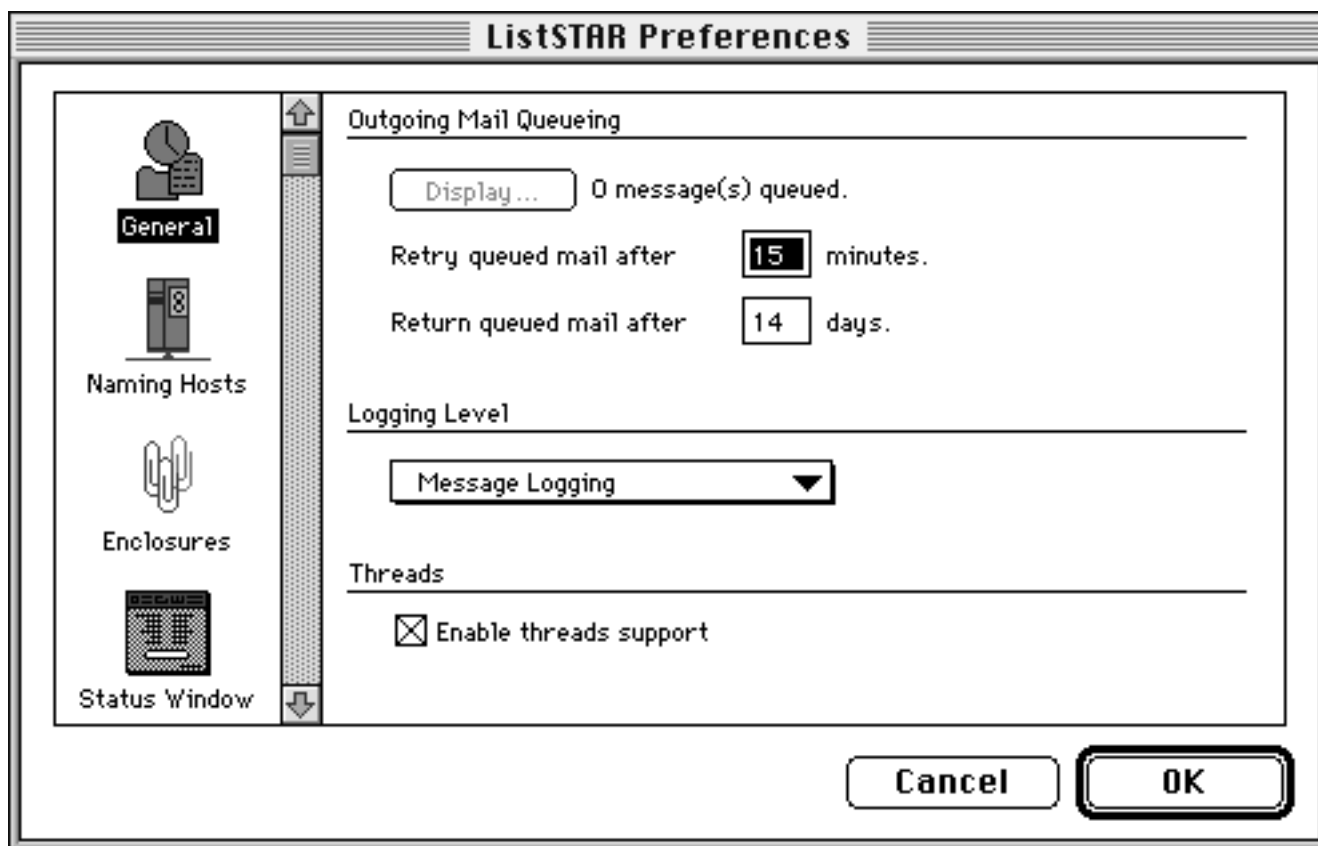 ListSTAR Preferences
General
Naming Hosts
Enclosures
Status Window
Outgoing Mail Queueing
Display... 0 message(s) queued.
Retry queued mail after 15 minutes.
Return queued mail after 14 days.
Logging Level
Message Logging
Threads
Enable threads support
Cancel OK